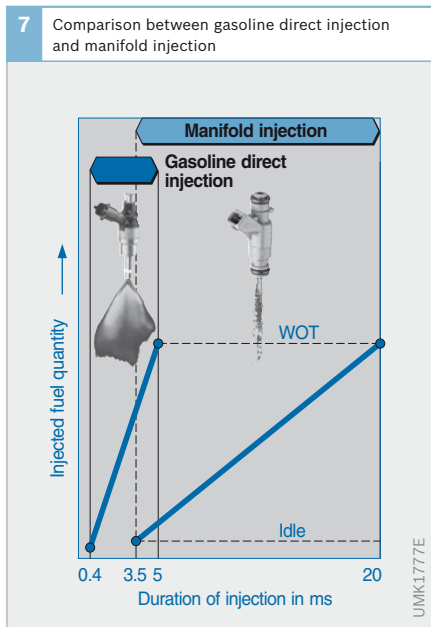 7
Comparison between gasoline direct injection
and manifold injection
Manifold injection
Gasoline direct
injection
Injected fuel quantity
WOT
Idle
0.4 3.5 5 20
Duration of injection in ms
UMK1777E